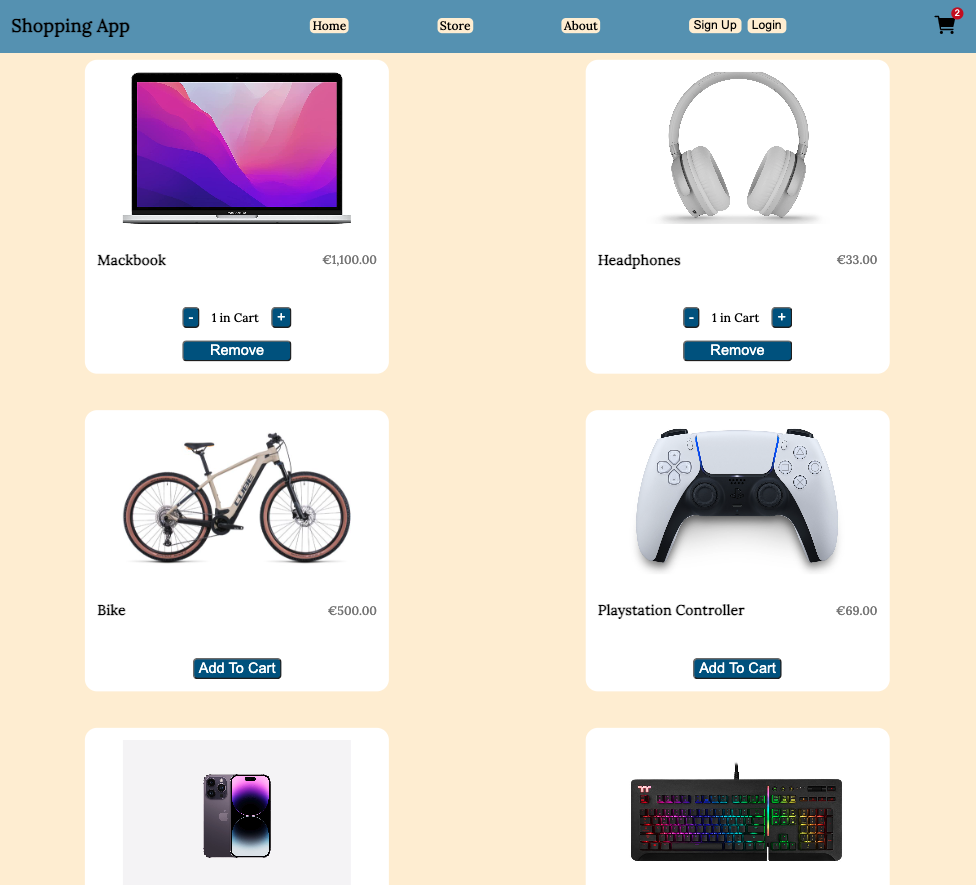 Shopping App
Home
Store
About
Sign Up
Login
2
Mackbook
€1,100.00
- 1 in Cart +
Remove
Headphones
€33.00
- 1 in Cart +
Remove
CUBE
Bike
€500.00
Add To Cart
Playstation Controller
€69.00
Add To Cart